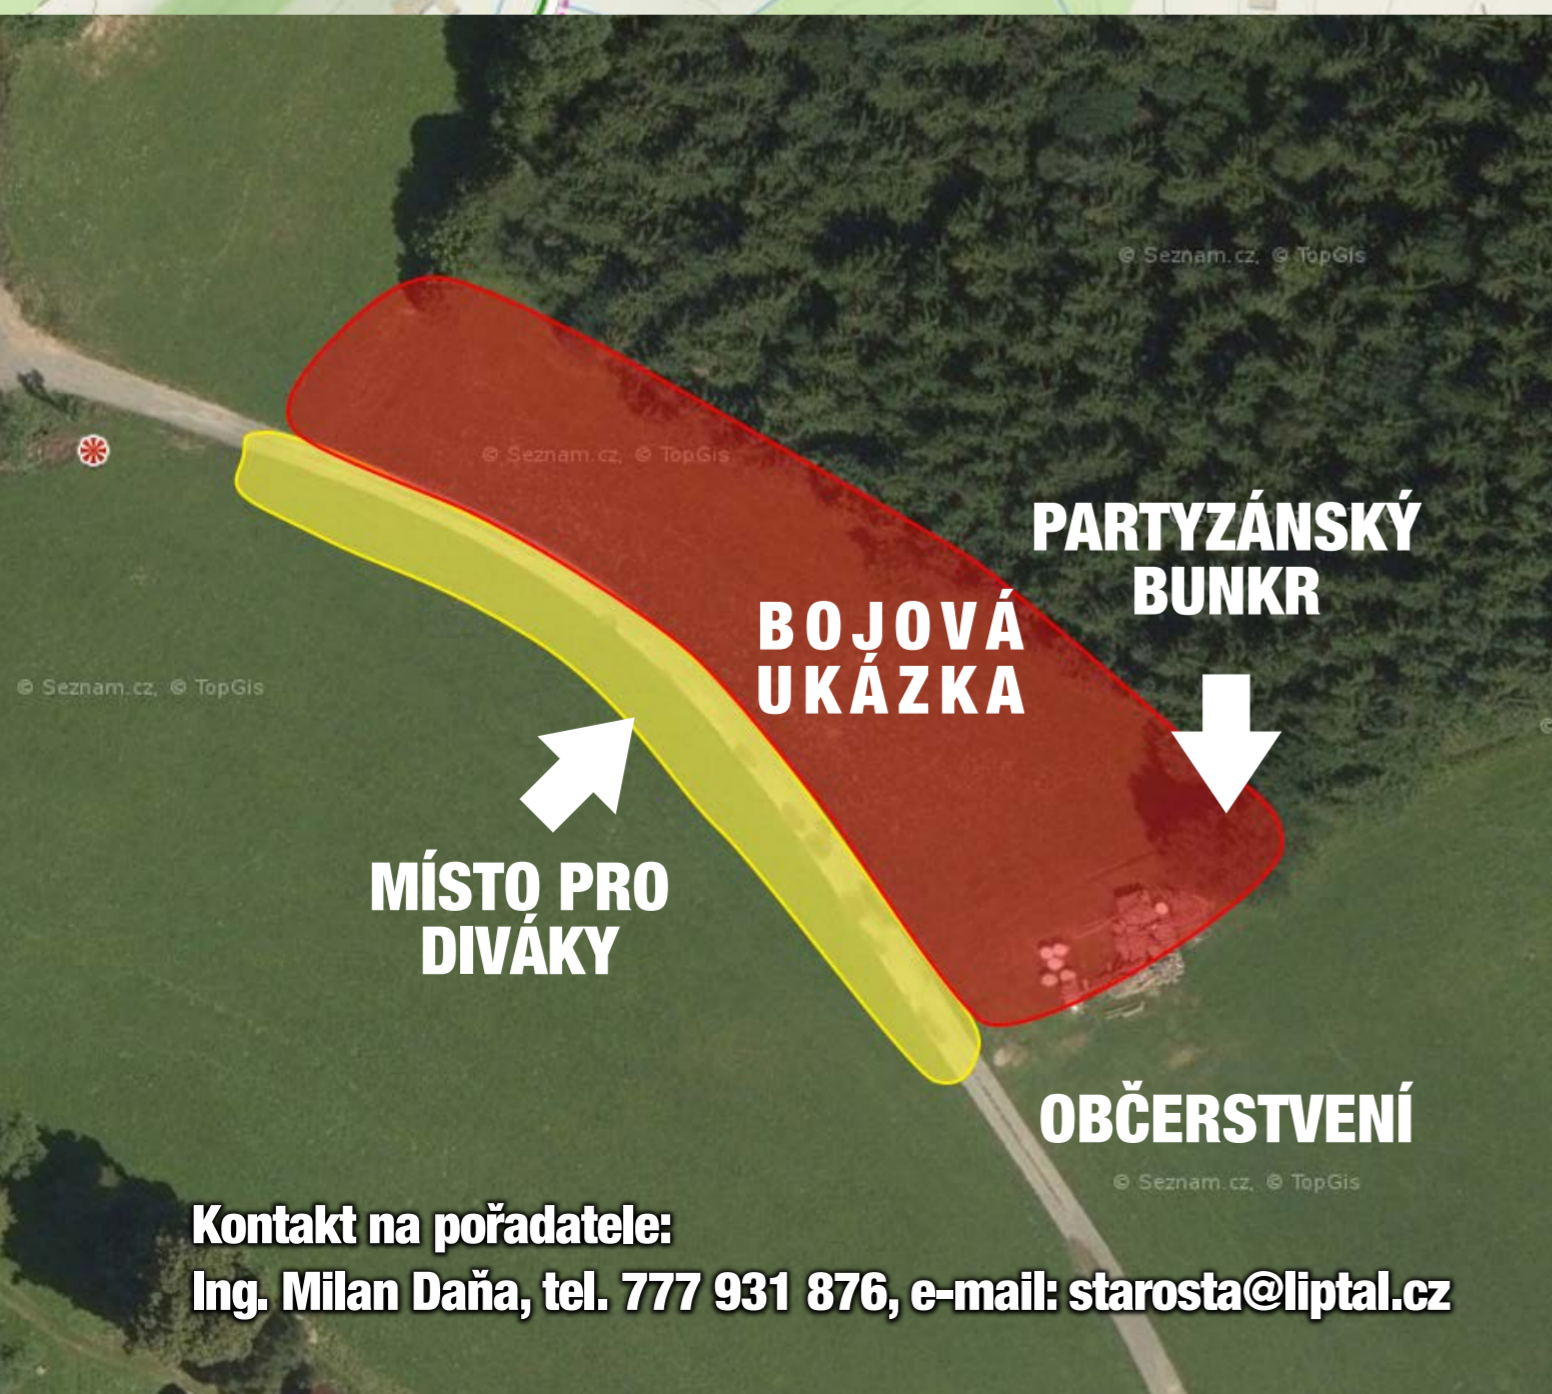 © Seznam.cz, © TopGis
© Seznam.cz, © TopGis
PARTYZÁNSKÝ
BUNKR
BOJOVÁ
UKÁZKA
© Seznam.cz, © TopGis
©
MÍSTO PRO
DIVÁKY
OBČERSTVENÍ
© Seznam.cz, © TopGis
Kontakt na pořadatele:
Ing. Milan Daňa, tel. 777 931 876, e-mail: starosta@liptal.cz